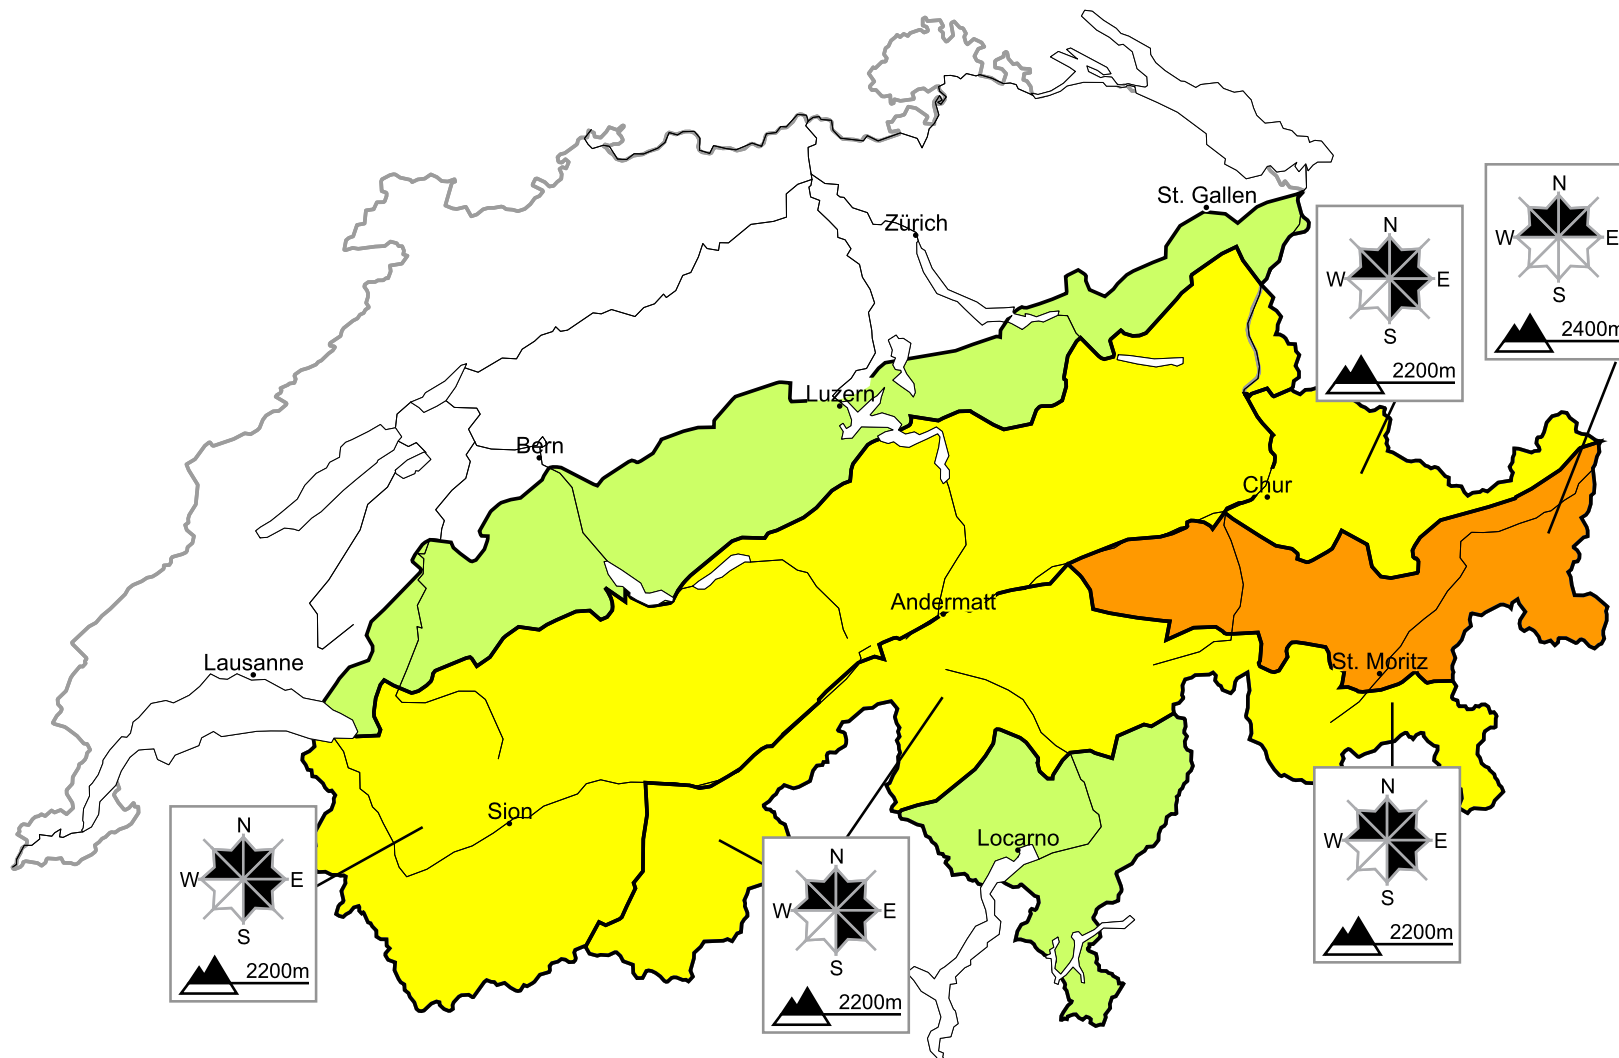 St. Gallen
Zürich
N
W
E
S
2400m
N
W
E
S
2200m
Luzern
Bern
Chur
Andermatt
Lausanne
St. Moritz
Sion
Locarno
N
W
E
S
2200m
N
W
E
S
2200m
N
W
E
S
2200m